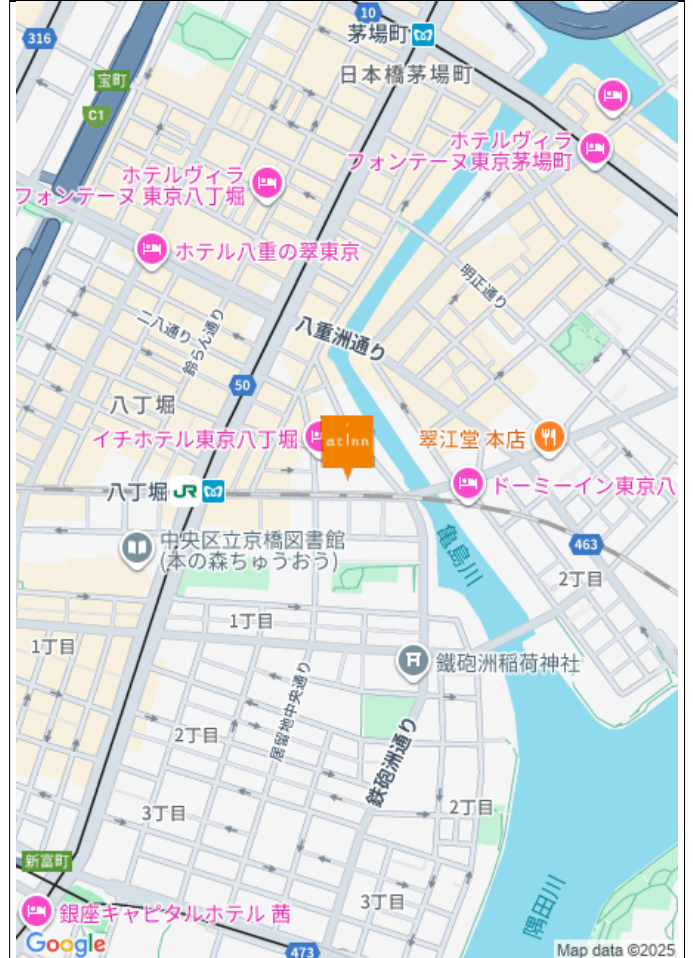 10
316
茅場町
日本橋茅場町
宝町
C1
ホテルヴィラ
フォンテーヌ東京茅場町
ホテルヴィラ
フォンテーヌ 東京八丁堀
ホテル八重の翠東京
明正通り
二八通り
鈴らん通り
八重洲通り
50
八丁堀
イチホテル東京八丁堀
atinn
翠江堂 本店
八丁堀
JR
ドーミーイン東京八
中央区立京橋図書館
(本の森ちゅうおう)
亀島川
463
2丁目
1丁目
1丁目
鐵砲洲稲荷神社
居留地中央通り
2丁目
鉄砲洲通り
3丁目
2丁目
新富町
3丁目
銀座キャピタルホテル 茜
隅田川
Google
473
Map data ©2025